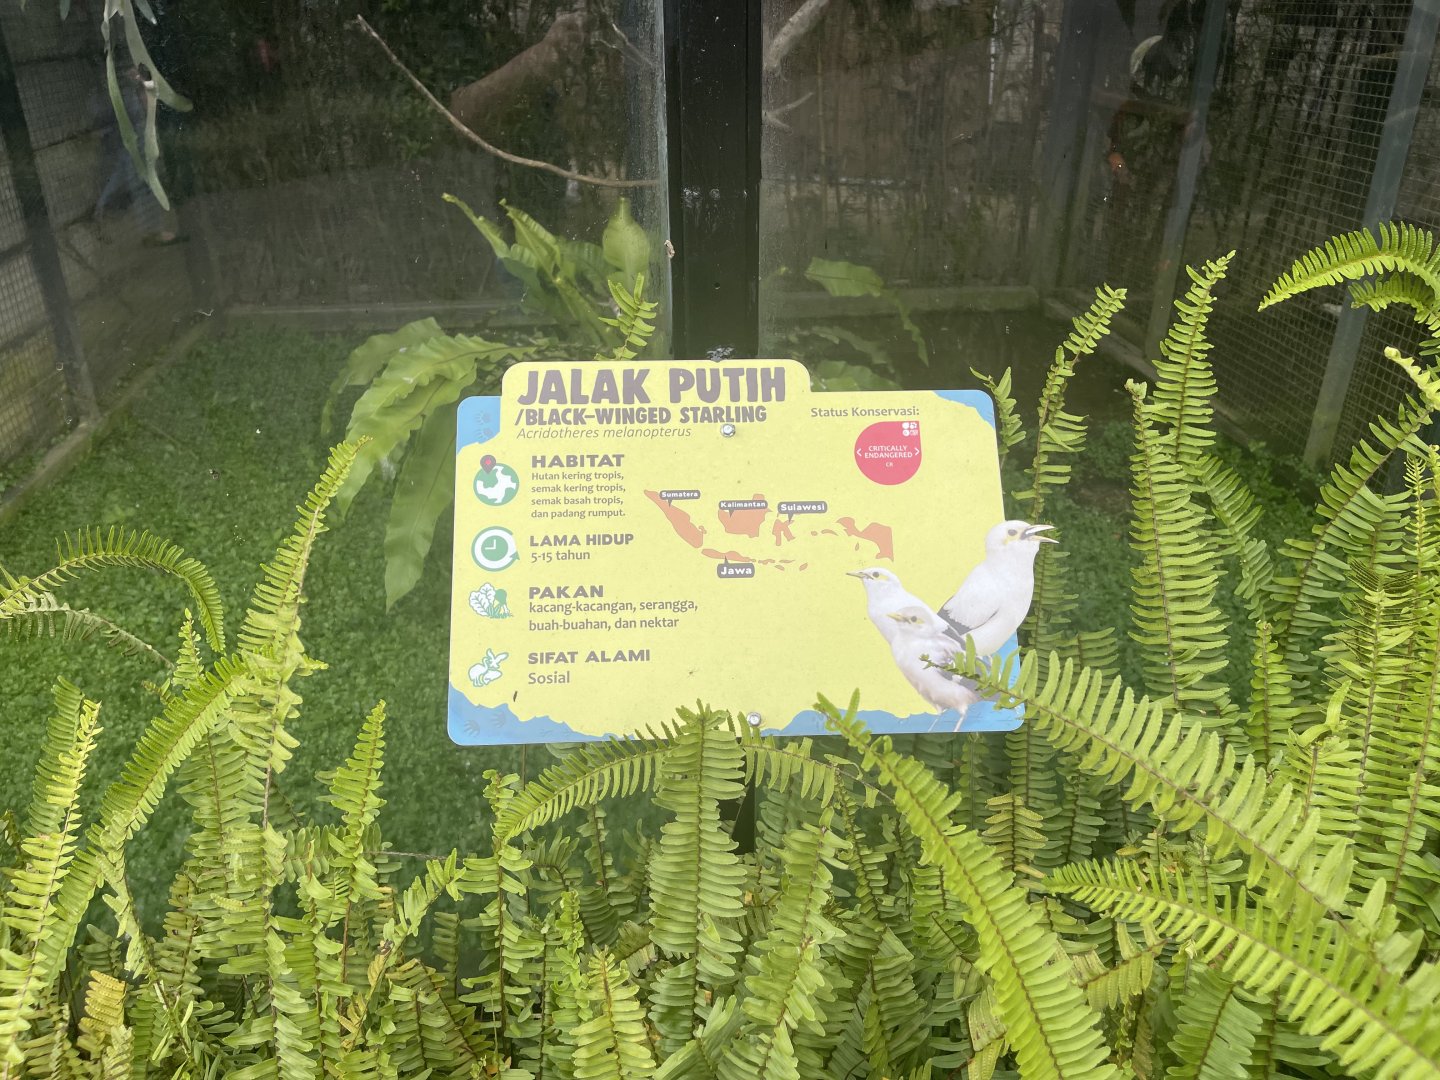 JALAK PUTIH
/BLACK-WINGED STARLING
Acridotheres melanopterus
Status Konservasi:
CRITICALLY
< ENDANGERED >
CR
HABITAT
Hutan kering tropis,
semak kering tropis,
semak basah tropis,
dan padang rumput.
LAMA HIDUP
5-15 tahun
PAKAN
kacang-kacangan, serangga,
buah-buahan, dan nektar
SIFAT ALAMI
Sosial
Sumatera
Kalimantan
Sulawesi
Jawa